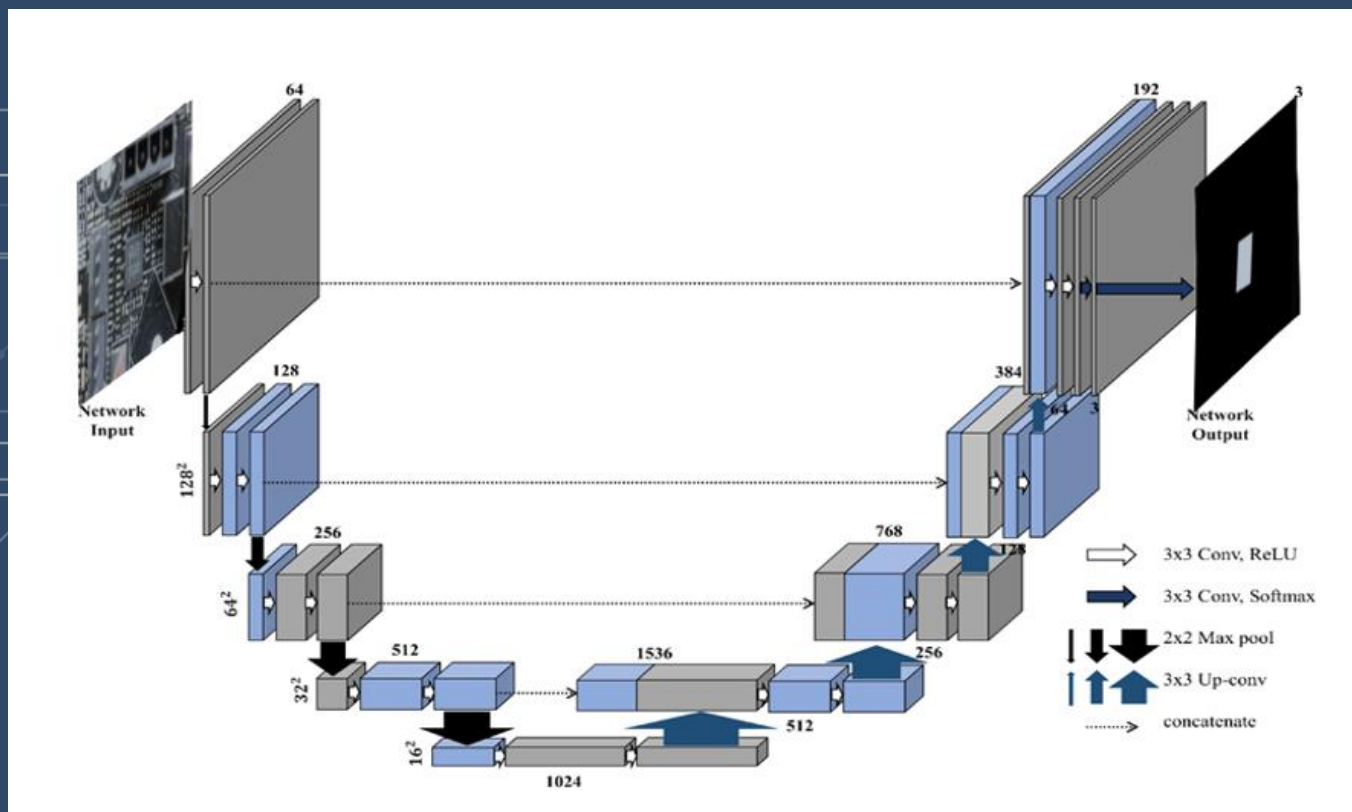 64
192
3
Network
Input
128
384
64
3
Network
Output
128²
256
768
128
64²
512
1536
256
32²
512
16²
1024
3x3 Conv, ReLU
3x3 Conv, Softmax
2x2 Max pool
3x3 Up-conv
concatenate